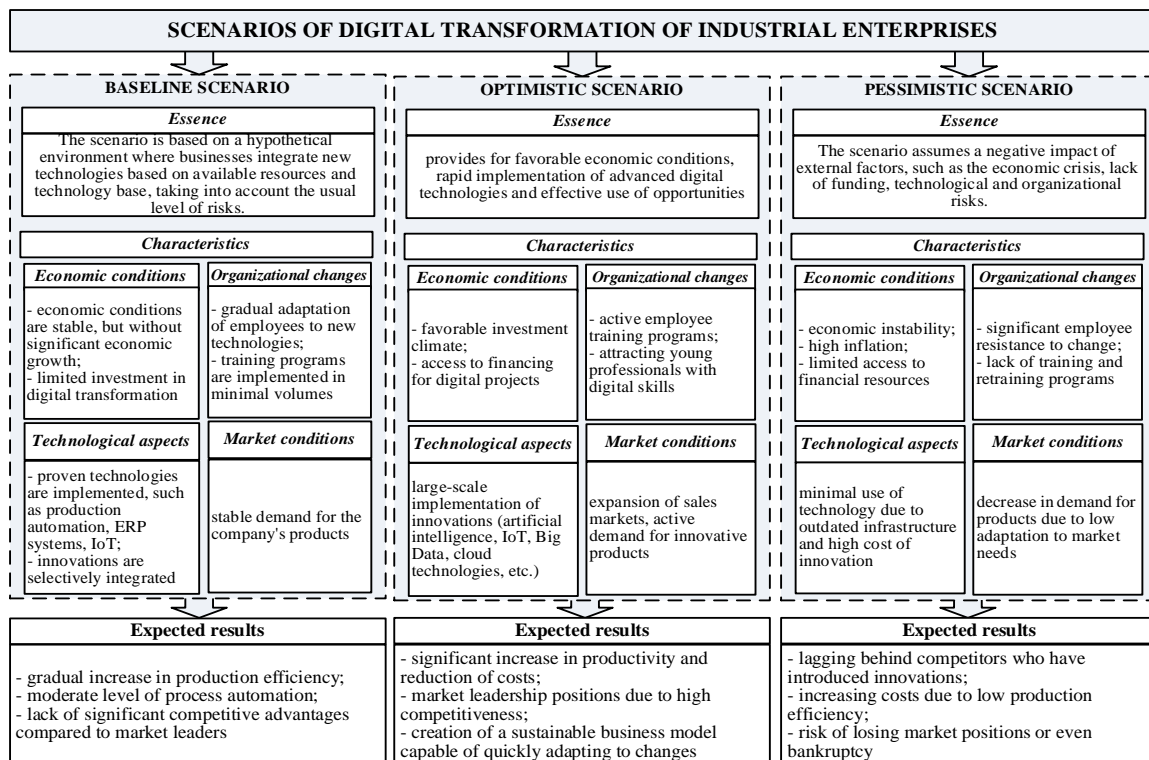 SCENARIOS OF DIGITAL TRANSFORMATION OF INDUSTRIAL ENTERPRISES
BASELINE SCENARIO
Essence
The scenario is based on a hypothetical
environment where businesses integrate new
technologies based on available resources and
technology base, taking into account the usual
level of risks.
Characteristics
Economic conditions
- economic conditions
are stable, but without
significant economic
growth;
- limited investment in
digital transformation
Organizational changes
- gradual adaptation
of employees to new
technologies;
- training programs
are implemented in
minimal volumes
Technological aspects
- proven technologies
are implemented, such
as production
automation, ERP
systems, IoT;
- innovations are
selectively integrated
Market conditions
stable demand for the
company's products
Expected results
- gradual increase in production efficiency;
- moderate level of process automation;
- lack of significant competitive advantages
compared to market leaders
OPTIMISTIC SCENARIO
Essence
provides for favorable economic conditions,
rapid implementation of advanced digital
technologies and effective use of opportunities
Characteristics
Economic conditions
- favorable investment
climate;
- access to financing
for digital projects
Organizational changes
- active employee
training programs;
- attracting young
professionals with
digital skills
Technological aspects
large-scale
implementation of
innovations (artificial
intelligence, IoT, Big
Data, cloud
technologies, etc.)
Market conditions
expansion of sales
markets, active
demand for innovative
products
Expected results
- significant increase in productivity and
reduction of costs;
- market leadership positions due to high
competitiveness;
- creation of a sustainable business model
capable of quickly adapting to changes
PESSIMISTIC SCENARIO
Essence
The scenario assumes a negative impact of
external factors, such as the economic crisis, lack
of funding, technological and organizational
risks.
Characteristics
Economic conditions
- economic instability;
- high inflation;
- limited access to
financial resources
Organizational changes
- significant employee
resistance to change;
- lack of training and
retraining programs
Technological aspects
minimal use of
technology due to
outdated infrastructure
and high cost of
innovation
Market conditions
decrease in demand for
products due to low
adaptation to market
needs
Expected results
- lagging behind competitors who have
introduced innovations;
- increasing costs due to low production
efficiency;
- risk of losing market positions or even
bankruptcy